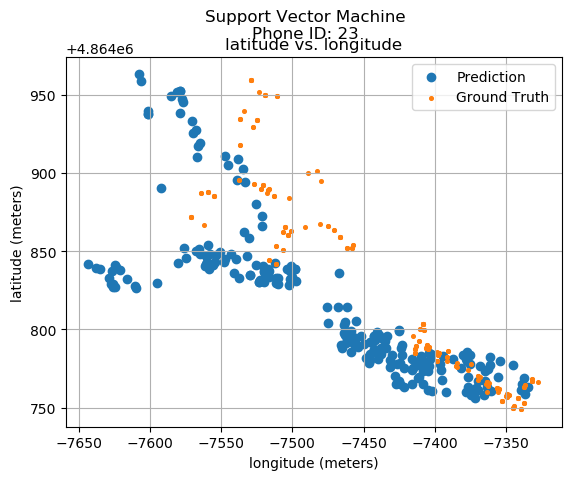 Support Vector Machine
Phone ID: 23
latitude vs. longitude
+4.864e6
Prediction
Ground Truth
950
900
850
800
750
latitude (meters)
−7650
−7600
−7550
−7500
−7450
−7400
−7350
longitude (meters)